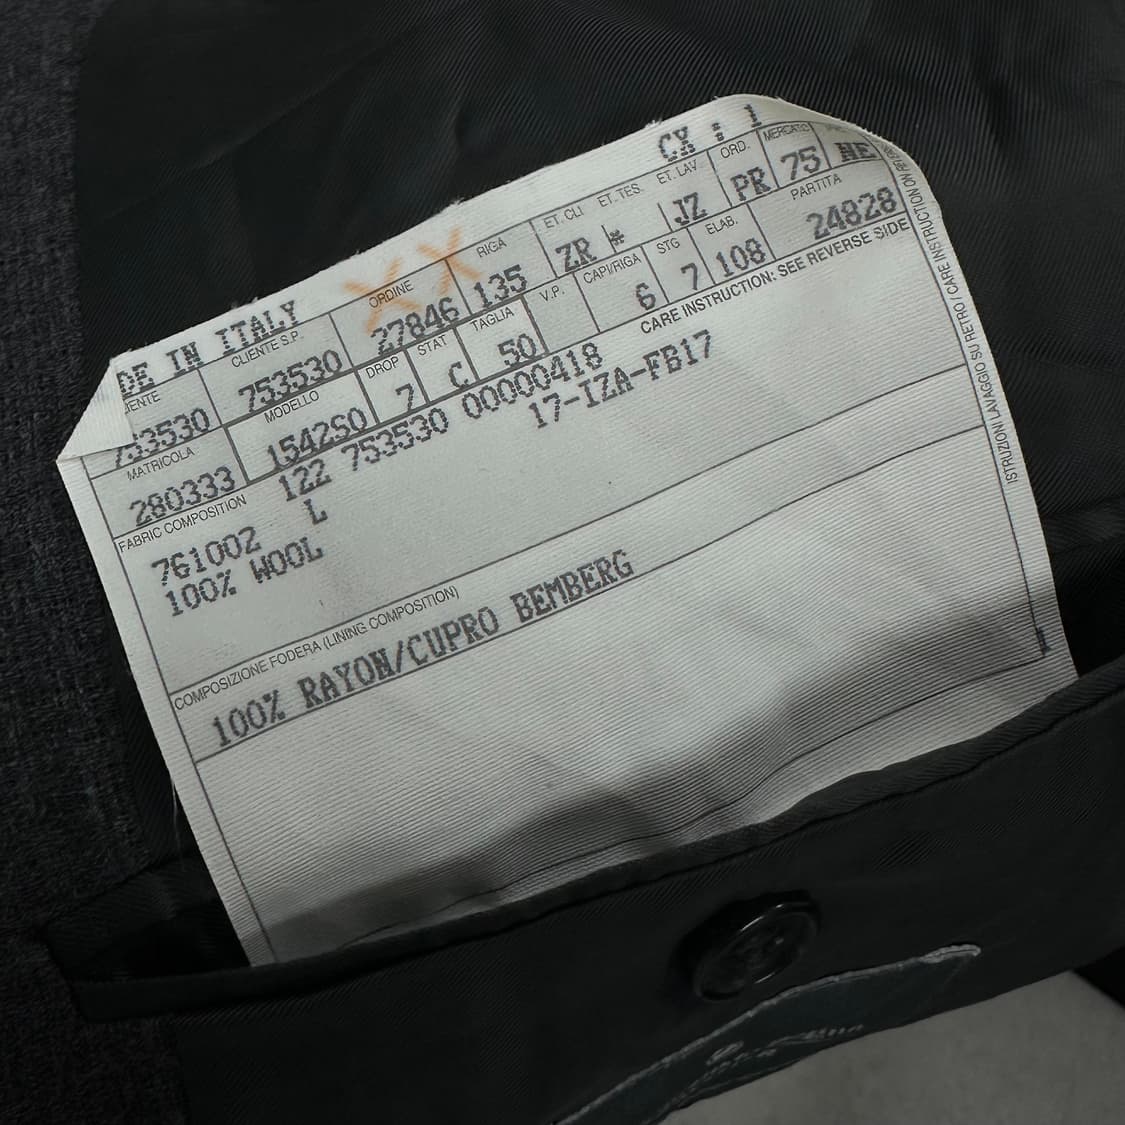 CX : 1
DE IN ITALY
IENTE CLIENTE S.P. ORDINE RIGA ET. CLI ET. TES. ET. LAV ORD. MERCATO
753530 753530 27846 135 ZR * JZ PR 75 NE
MATRICOLA MODELLO DROP STAT TAGLIA V.P. CAPI/RIGA STG ELAB. PARTITA
280333 1542SO 7 C 50 6 7 108 24828
FABRIC COMPOSITION CARE INSTRUCTION: SEE REVERSE SIDE
122 753530 00000418
761002 L 17-IZA-FB17
100% WOOL
COMPOSIZIONE FODERA (LINING COMPOSITION)
100% RAYON/CUPRO BEMBERG
ISTRUZIONI LAVAGGIO SU RETRO / CARE INSTRUCTION ON